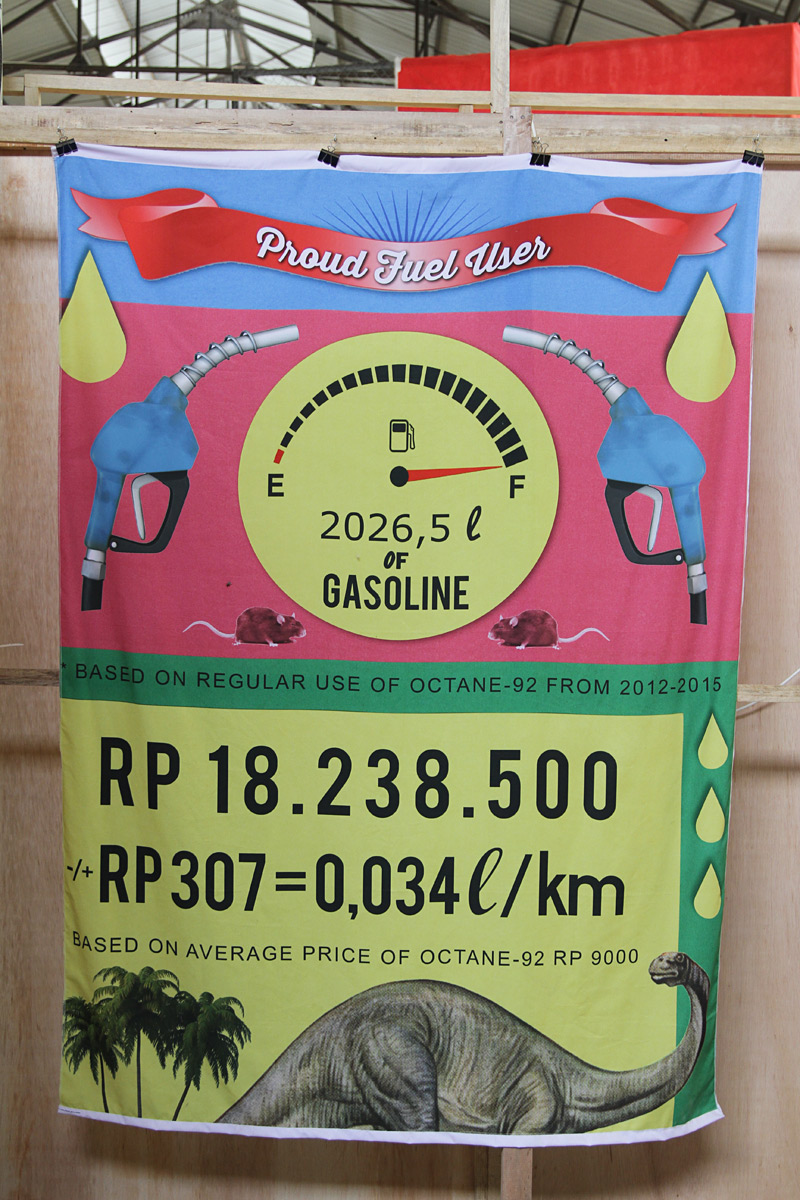 Proud Fuel User
E F
2026,5 ℓ
OF
GASOLINE
* BASED ON REGULAR USE OF OCTANE-92 FROM 2012-2015
RP 18.238.500
-/+ RP 307 = 0,034 ℓ/km
BASED ON AVERAGE PRICE OF OCTANE-92 RP 9000